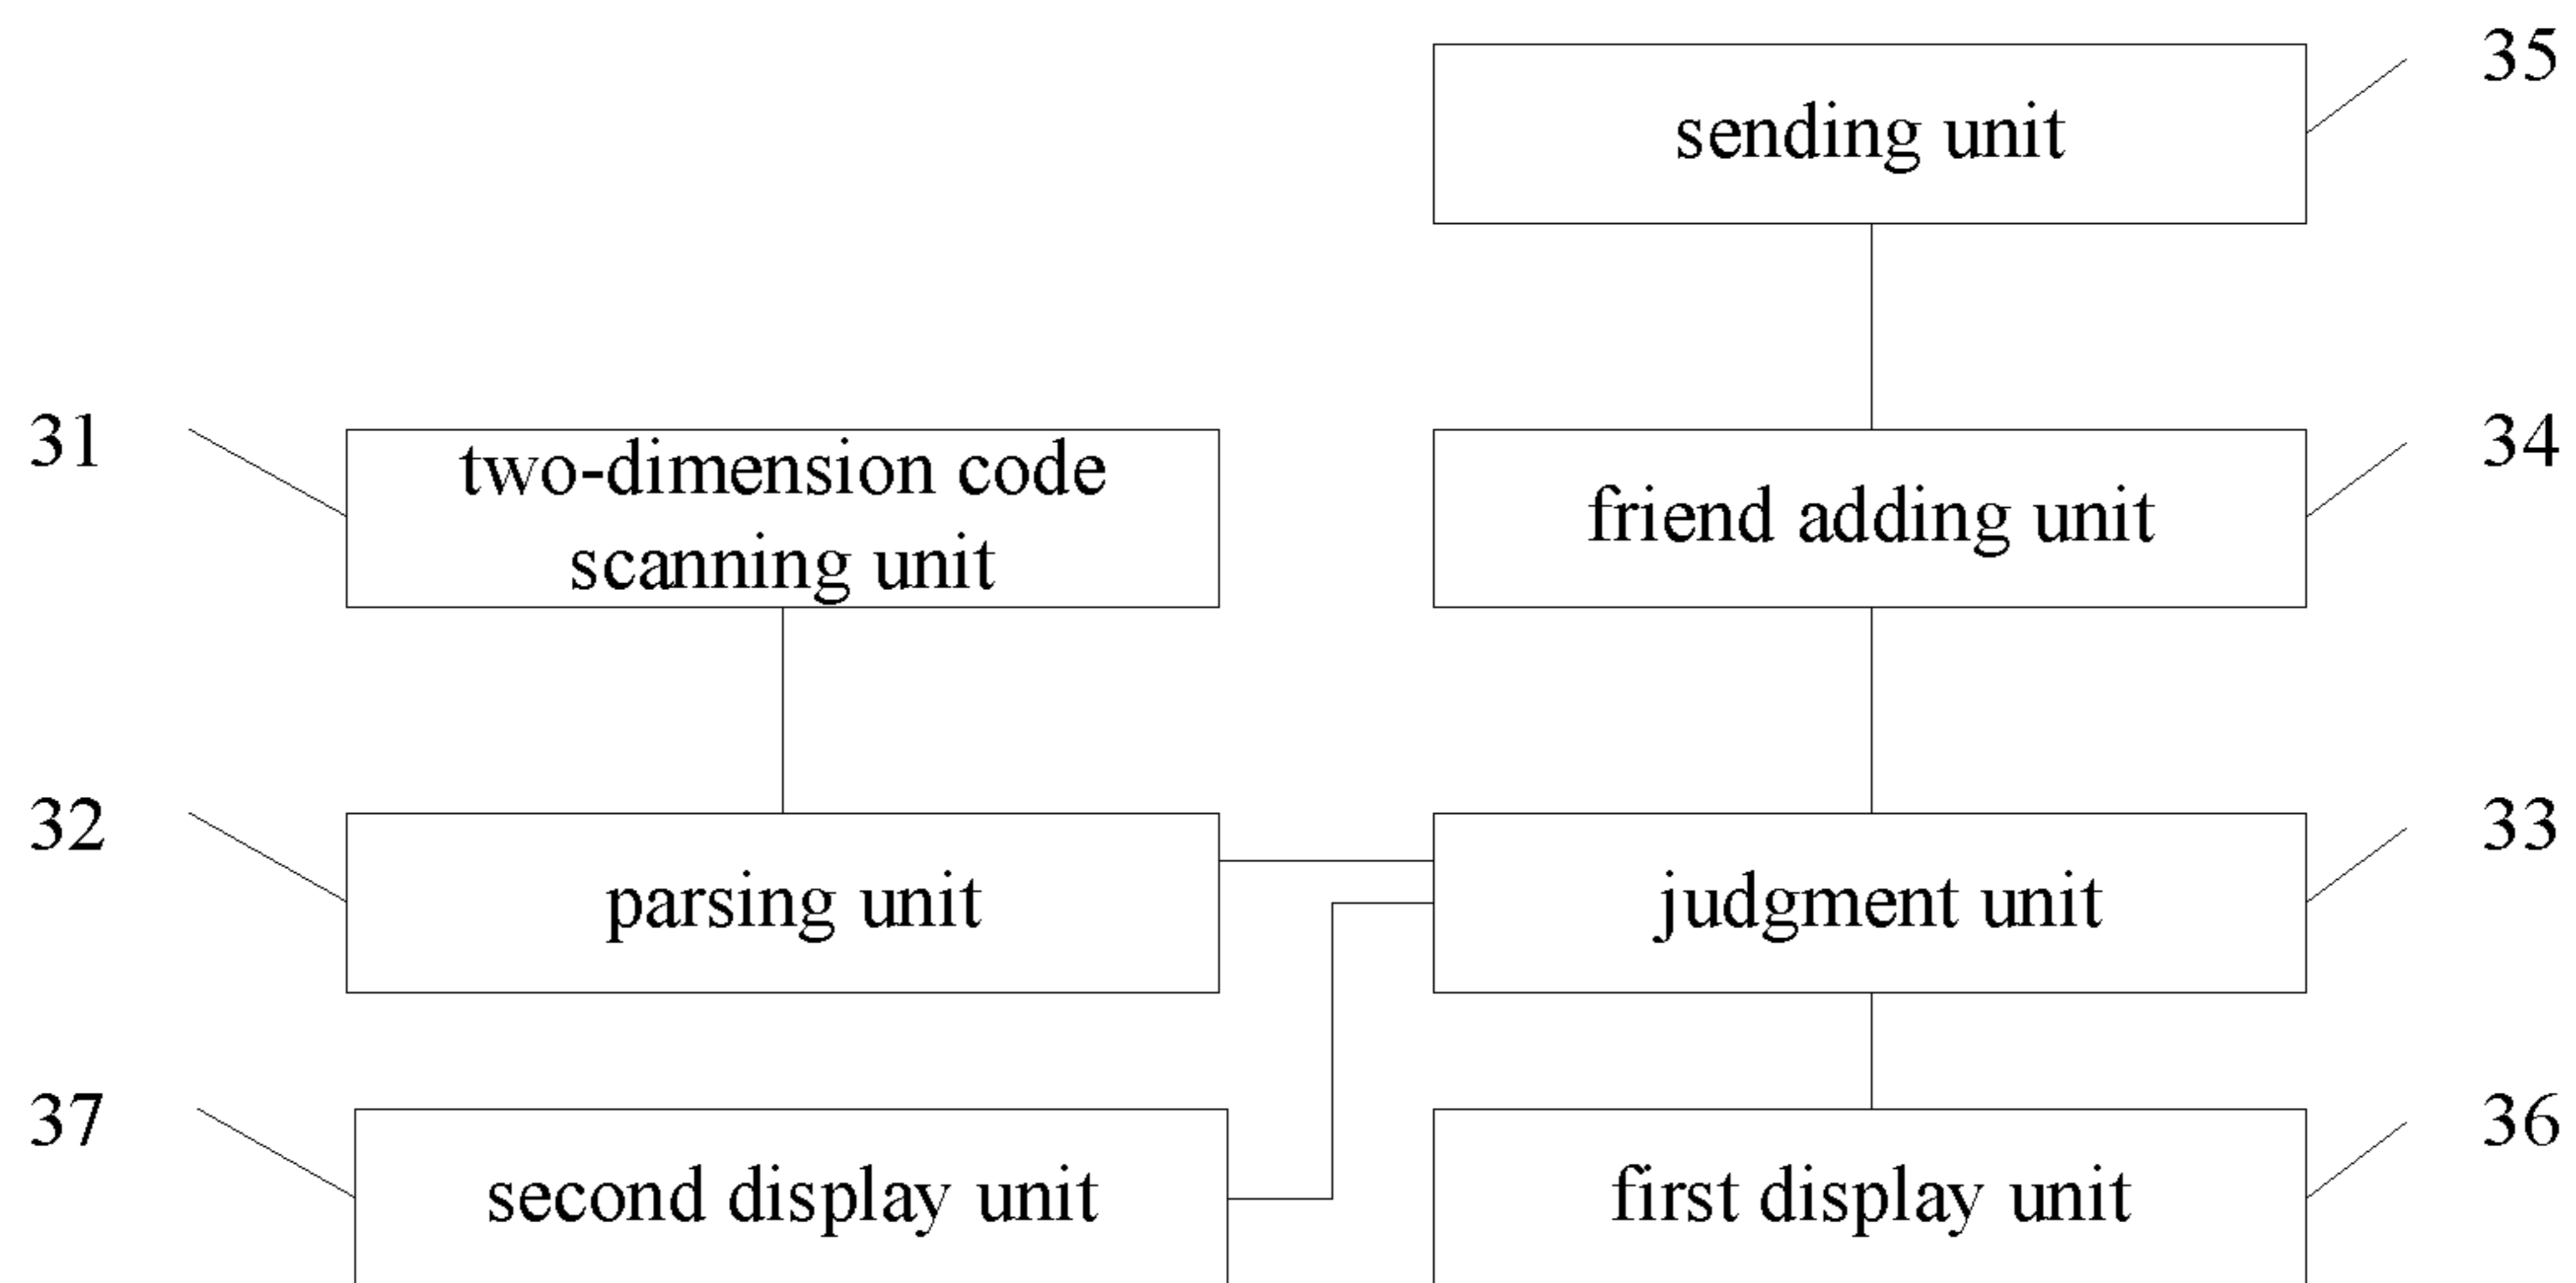 35
sending unit
31
two-dimension code
scanning unit
34
friend adding unit
32
parsing unit
33
judgment unit
37
second display unit
36
first display unit